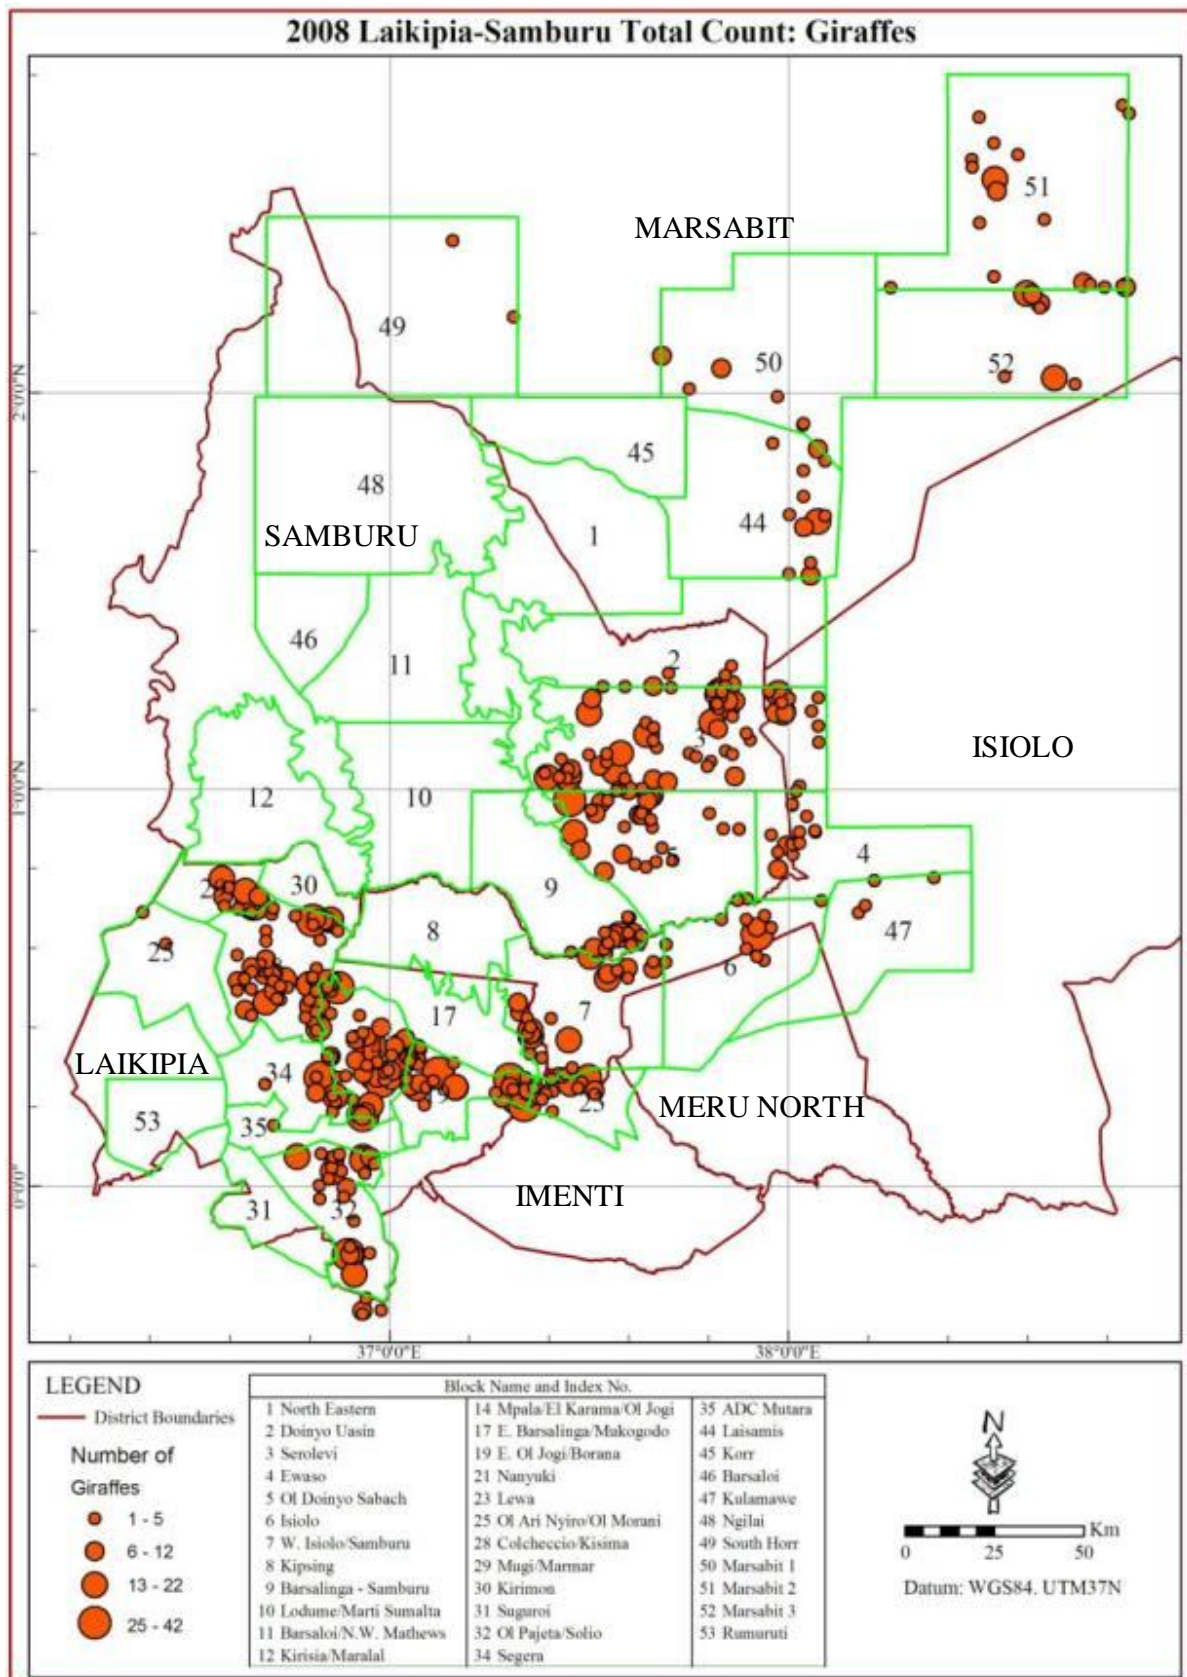 2008 Laikipia-Samburu Total Count: Giraffes
51
MARSABIT
49
50
52
2°0'0"N
45
48
44
SAMBURU
1
46
11
2
3
ISIOLO
1°0'0"N
12
10
5
4
30
9
8
25
47
6
17
7
LAIKIPIA
34
MERU NORTH
53
35
IMENTI
0°0'0"
31
32
37°0'0"E
38°0'0"E
LEGEND
District Boundaries
Number of
Giraffes
1 - 5
6 - 12
13 - 22
25 - 42
Block Name and Index No.
1 North Eastern
2 Doinyo Uasin
3 Serolevi
4 Ewaso
5 Ol Doinyo Sabach
6 Isiolo
7 W. Isiolo/Samburu
8 Kipsing
9 Barsalinga - Samburu
10 Lodume/Marti Sumalta
11 Barsaloi/N.W. Mathews
12 Kirisia/Maralal
14 Mpala/El Karama/Ol Jogi
17 E. Barsalinga/Makogodo
19 E. Ol Jogi/Borana
21 Nanyuki
23 Lewa
25 Ol Ari Nyiro/Ol Morani
28 Colcheccio/Kisima
29 Mugi/Marmar
30 Kirimon
31 Suguroi
32 Ol Pajeta/Solio
34 Segera
35 ADC Mutara
44 Laisamis
45 Korr
46 Barsaloi
47 Kulamawe
48 Ngilai
49 South Horr
50 Marsabit 1
51 Marsabit 2
52 Marsabit 3
53 Rumuruti
N
Km
0 25 50
Datum: WGS84. UTM37N